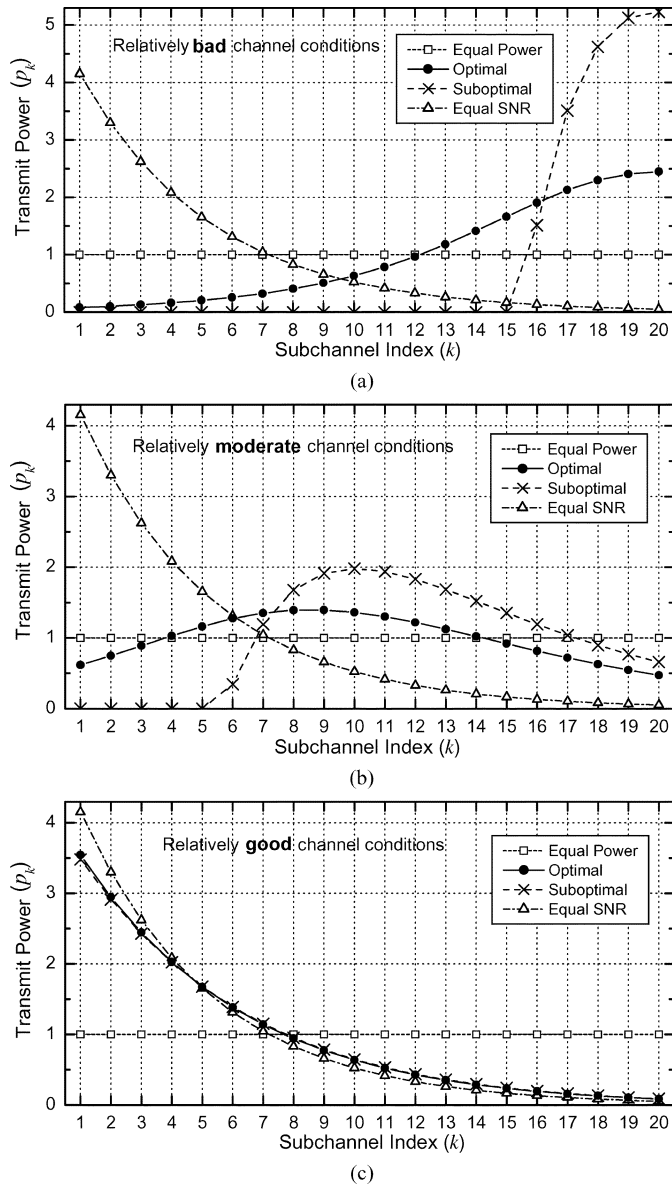 Relatively bad channel conditions
Equal Power
Optimal
Suboptimal
Equal SNR
Transmit Power (pk)
5
4
3
2
1
0
1 2 3 4 5 6 7 8 9 10 11 12 13 14 15 16 17 18 19 20
Subchannel Index (k)
(a)
Relatively moderate channel conditions
Equal Power
Optimal
Suboptimal
Equal SNR
Transmit Power (pk)
4
3
2
1
0
1 2 3 4 5 6 7 8 9 10 11 12 13 14 15 16 17 18 19 20
Subchannel Index (k)
(b)
Relatively good channel conditions
Equal Power
Optimal
Suboptimal
Equal SNR
Transmit Power (pk)
4
3
2
1
0
1 2 3 4 5 6 7 8 9 10 11 12 13 14 15 16 17 18 19 20
Subchannel Index (k)
(c)